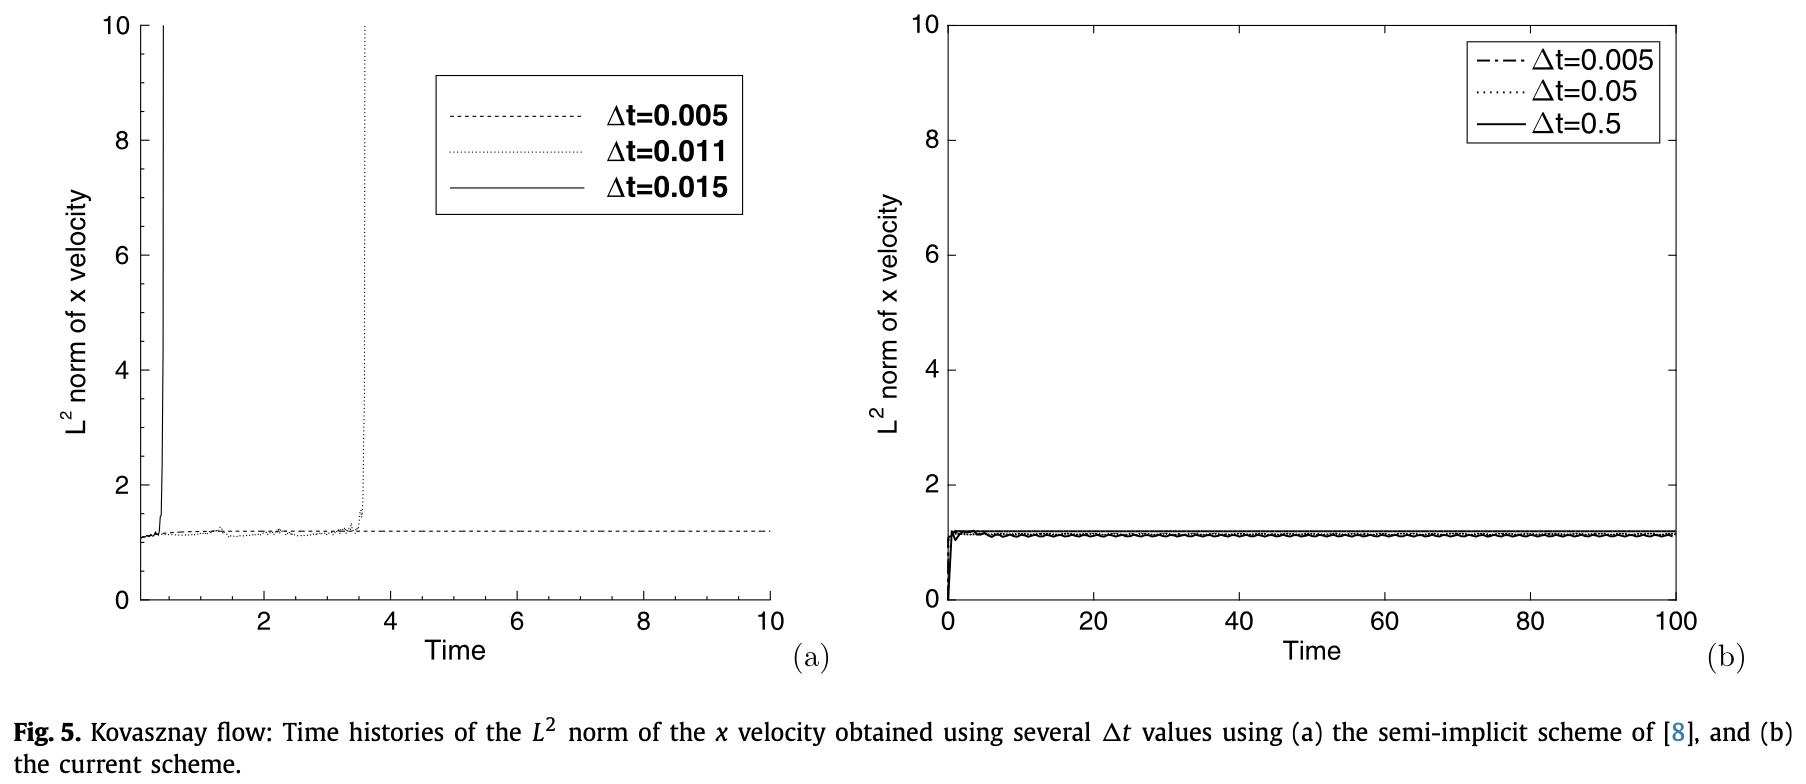 10
8
6
4
2
0
L² norm of x velocity
Δt=0.005
Δt=0.011
Δt=0.015
2 4 6 8 10
Time
(a)
10
8
6
4
2
0
L² norm of x velocity
Δt=0.005
Δt=0.05
Δt=0.5
0 20 40 60 80 100
Time
(b)
Fig. 5. Kovasznay flow: Time histories of the L² norm of the x velocity obtained using several Δt values using (a) the semi-implicit scheme of [8], and (b)
the current scheme.